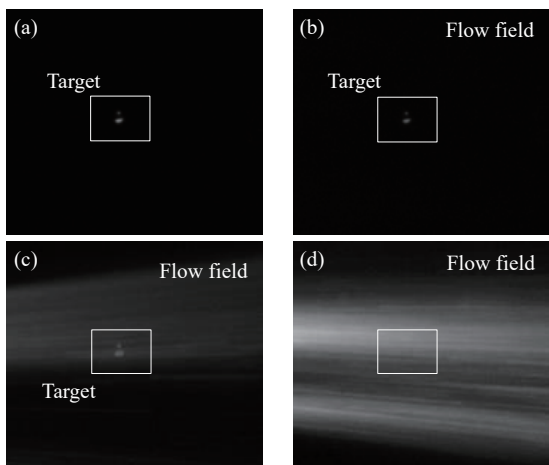 (a)
Target
(b)
Flow field
Target
(c)
Flow field
Target
(d)
Flow field